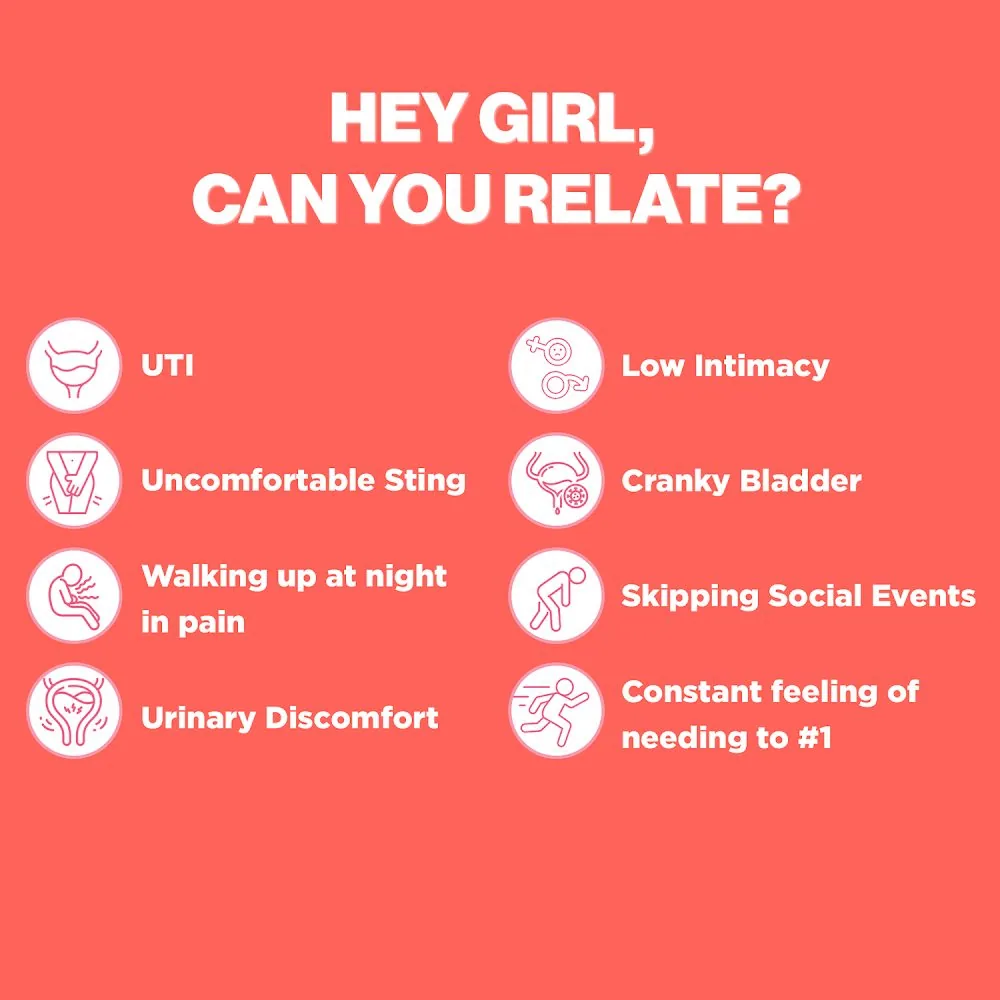 HEY GIRL,
CAN YOU RELATE?
UTI
Uncomfortable Sting
Walking up at night
in pain
Urinary Discomfort
Low Intimacy
Cranky Bladder
Skipping Social Events
Constant feeling of
needing to #1